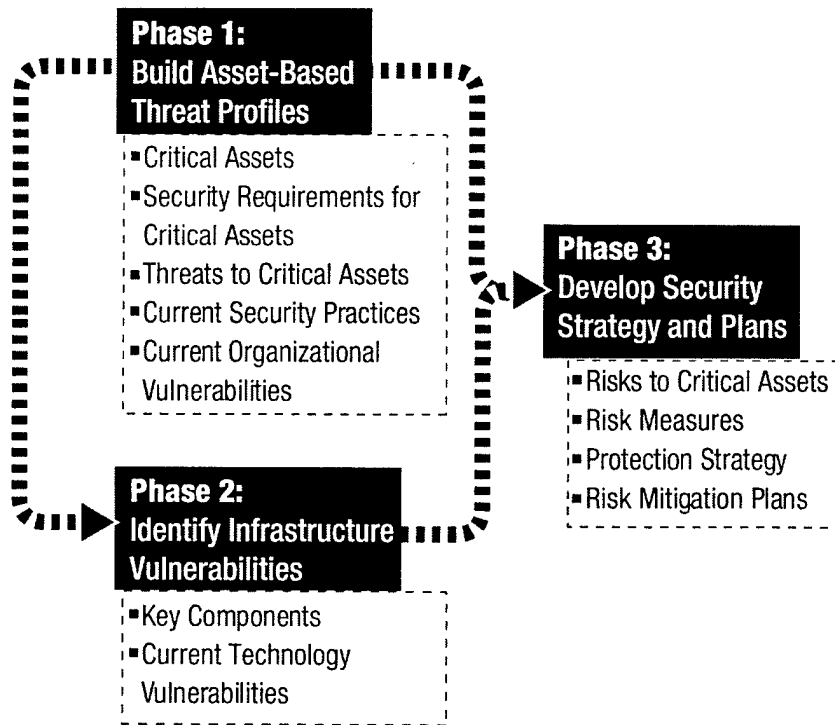 Phase 1:
Build Asset-Based
Threat Profiles
▪Critical Assets
▪Security Requirements for
Critical Assets
▪Threats to Critical Assets
▪Current Security Practices
▪Current Organizational
Vulnerabilities
Phase 2:
Identify Infrastructure
Vulnerabilities
▪Key Components
▪Current Technology
Vulnerabilities
Phase 3:
Develop Security
Strategy and Plans
▪Risks to Critical Assets
▪Risk Measures
▪Protection Strategy
▪Risk Mitigation Plans